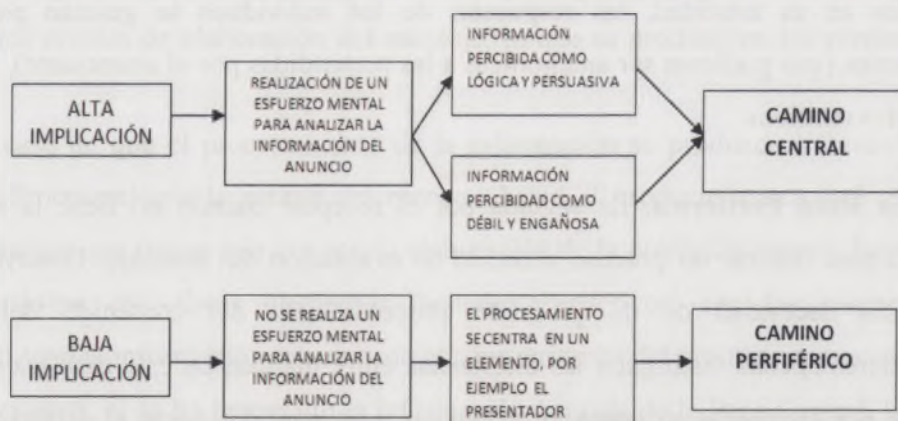 ALTA
IMPLICACIÓN
REALIZACIÓN DE UN
ESFUERZO MENTAL
PARA ANALIZAR LA
INFORMACIÓN DEL
ANUNCIO
INFORMACIÓN
PERCIBIDA COMO
LÓGICA Y PERSUASIVA
INFORMACIÓN
PERCIBIDAD COMO
DÉBIL Y ENGAÑOSA
CAMINO
CENTRAL
BAJA
IMPLICACIÓN
NO SE REALIZA UN
ESFUERZO MENTAL
PARA ANALIZAR LA
INFORMACIÓN DEL
ANUNCIO
EL PROCESAMIENTO
SE CENTRA EN UN
ELEMENTO, POR
EJEMPLO EL
PRESENTADOR
CAMINO
PERFIFÉRICO